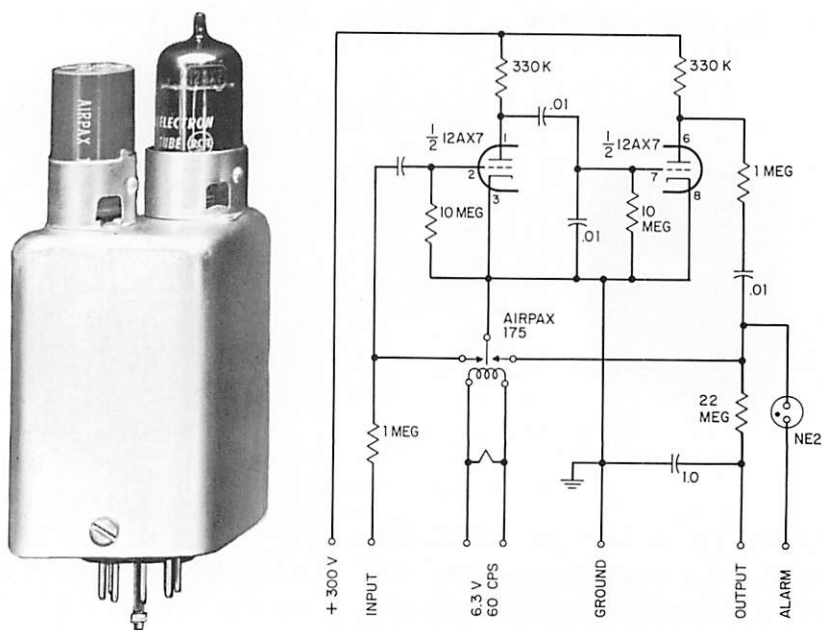 AIRPAX
ELECTRON
TUBE RCA
330 K
330 K
.01
1/2 12AX7
1
2
3
1/2 12AX7
6
7
8
1 MEG
10 MEG
.01
10
MEG
.01
AIRPAX
175
1 MEG
22
MEG
NE2
1.0
+ 300 V
INPUT
6.3 V
60 CPS
GROUND
OUTPUT
ALARM